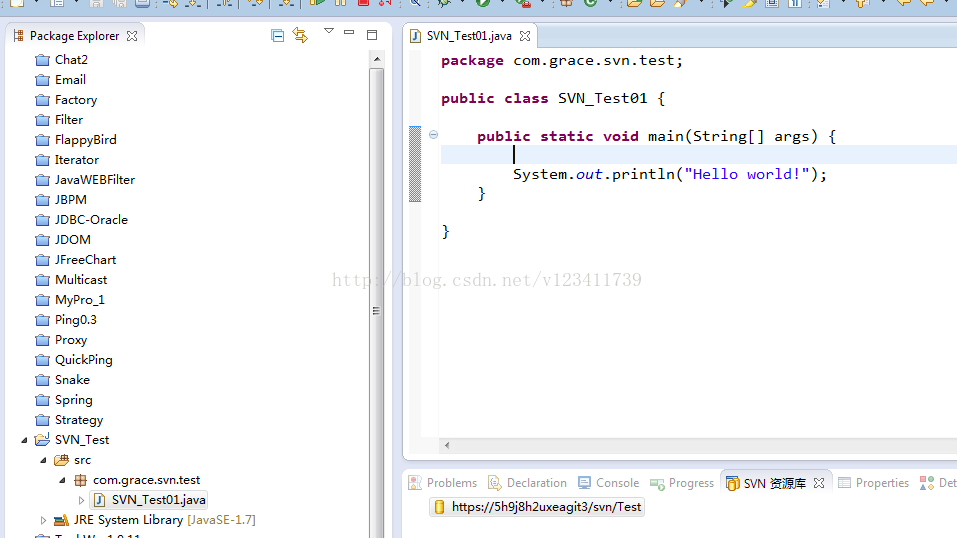 Package Explorer
Chat2
Email
Factory
Filter
FlappyBird
Iterator
JavaWEBFilter
JBPM
JDBC-Oracle
JDOM
JFreeChart
Multicast
MyPro_1
Ping0.3
Proxy
QuickPing
Snake
Spring
Strategy
SVN_Test
src
com.grace.svn.test
SVN_Test01.java
JRE System Library [JavaSE-1.7]
SVN_Test01.java
package com.grace.svn.test;
public class SVN_Test01 {
public static void main(String[] args) {
System.out.println("Hello world!");
}
}
http://blog.csdn.net/v123411739
Problems Declaration Console Progress SVN 资源库 Properties
https://5h9j8h2uxeagit3/svn/Test